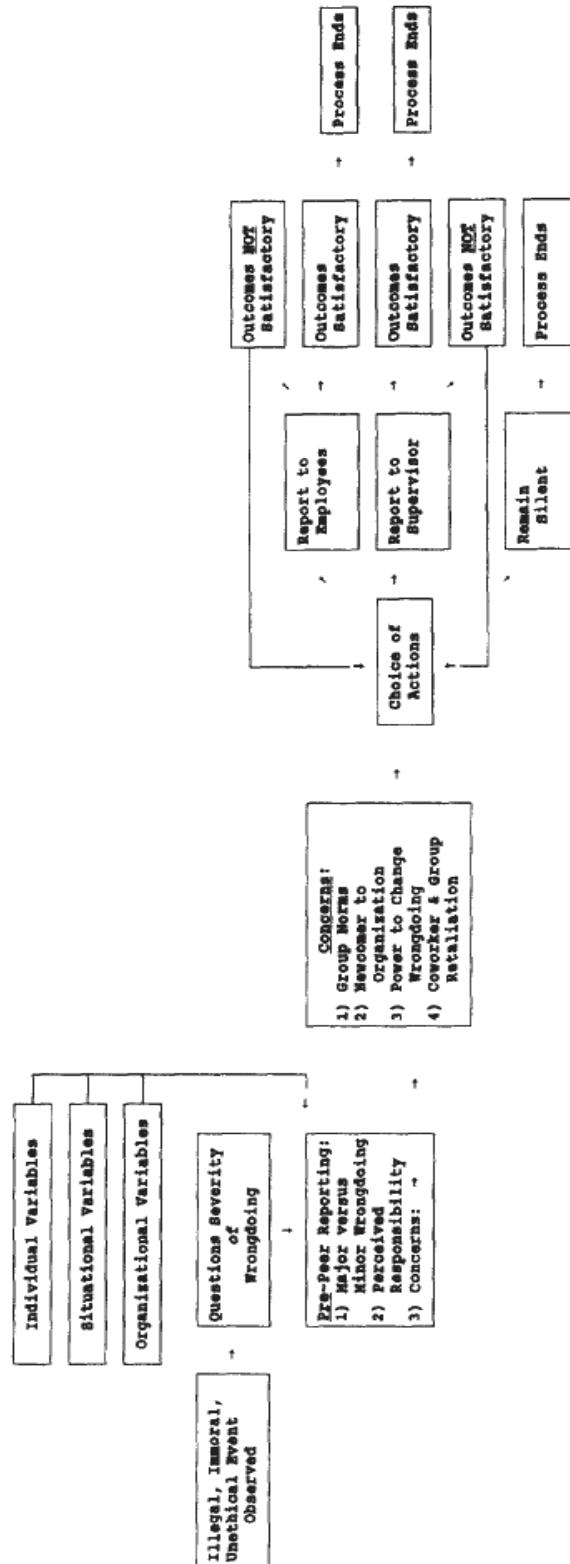 Individual Variables
Situational Variables
Organizational Variables
Illegal, Immoral,
Unethical Event
Observed
→
Questions Severity
of
Wrongdoing
↓
Pre-Peer Reporting:
1) Major versus
Minor Wrongdoing
2) Perceived
Responsibility
3) Concerns: →
→
Concerns:
1) Group Norms
2) Newcomer to
Organization
3) Power to Change
Wrongdoing
4) Coworker & Group
Retaliation
→
Choice of
Actions
Report to
Employees
Report to
Supervisor
Remain
Silent
Outcomes NOT
Satisfactory
Outcomes
Satisfactory
→
Process Ends
Outcomes
Satisfactory
→
Process Ends
Outcomes NOT
Satisfactory
Process Ends